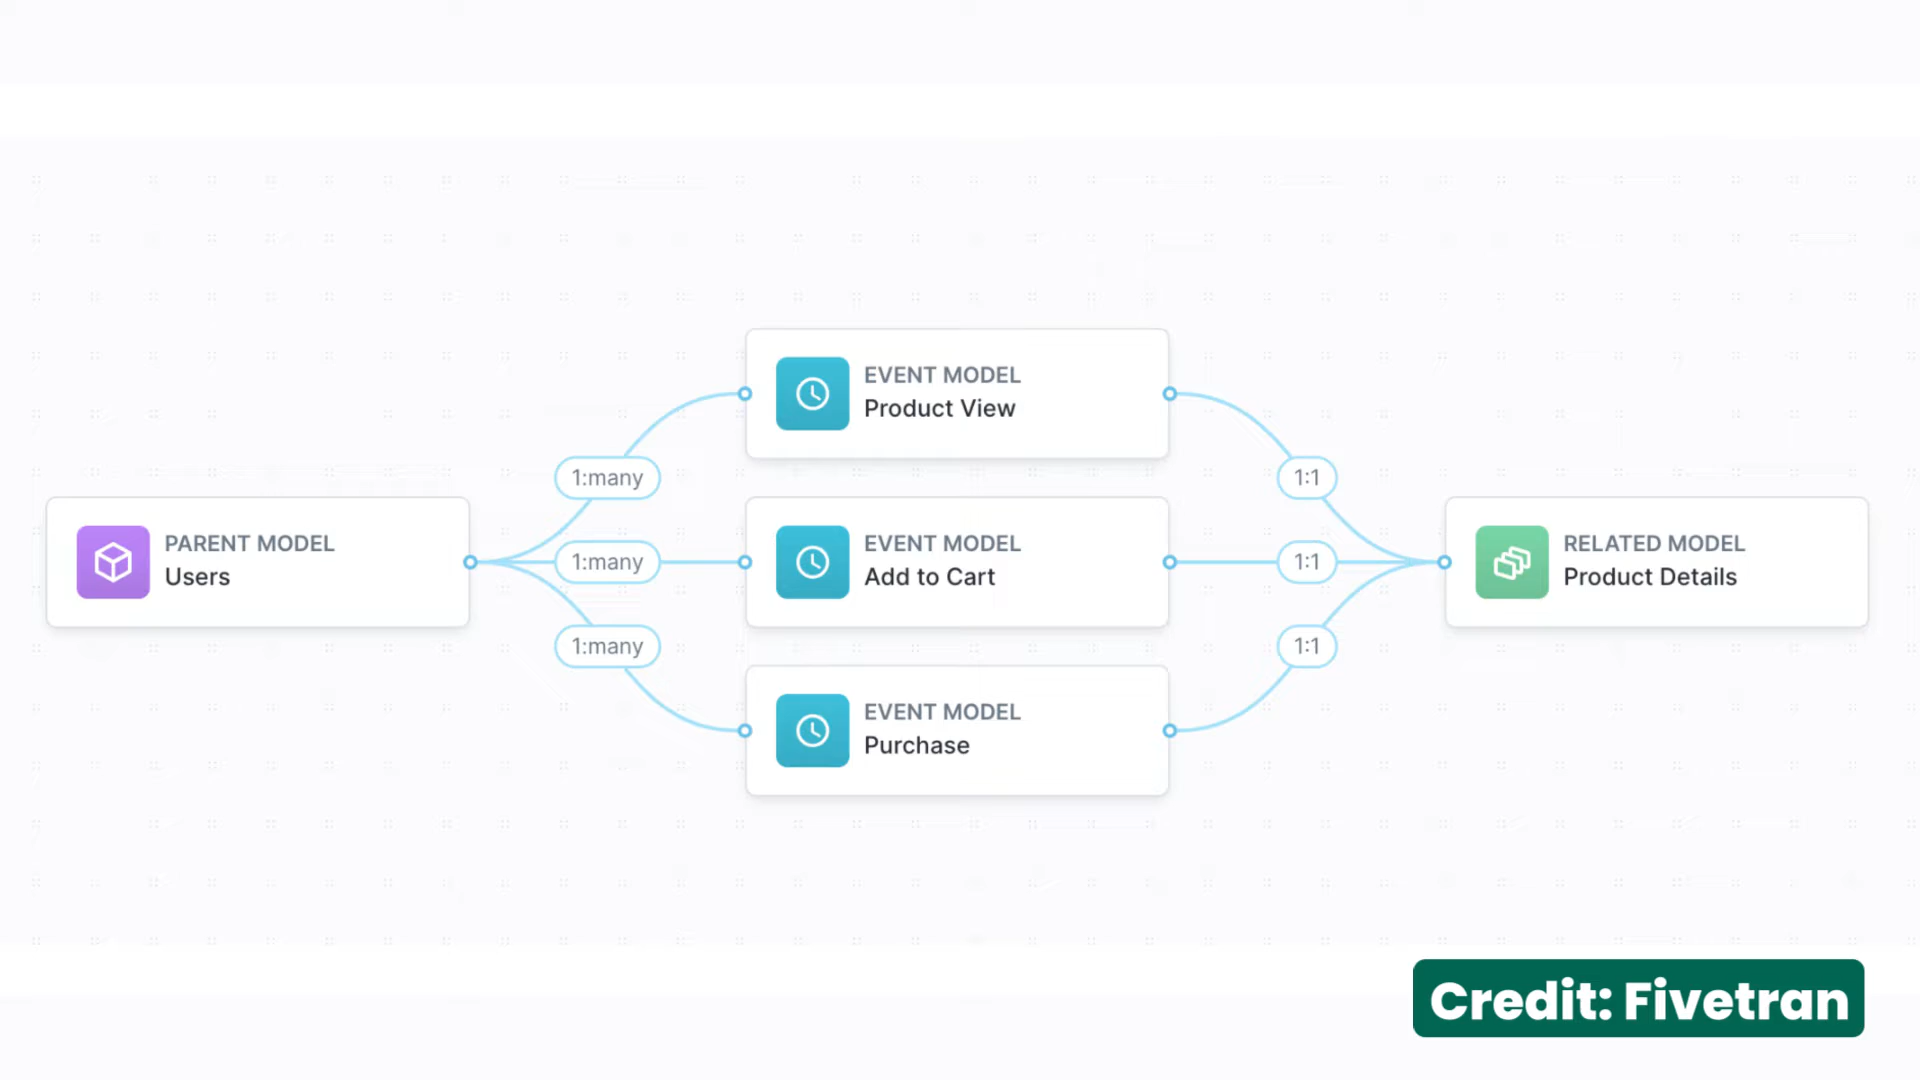 PARENT MODEL
Users
1:many
1:many
1:many
EVENT MODEL
Product View
EVENT MODEL
Add to Cart
EVENT MODEL
Purchase
1:1
1:1
1:1
RELATED MODEL
Product Details
Credit: Fivetran